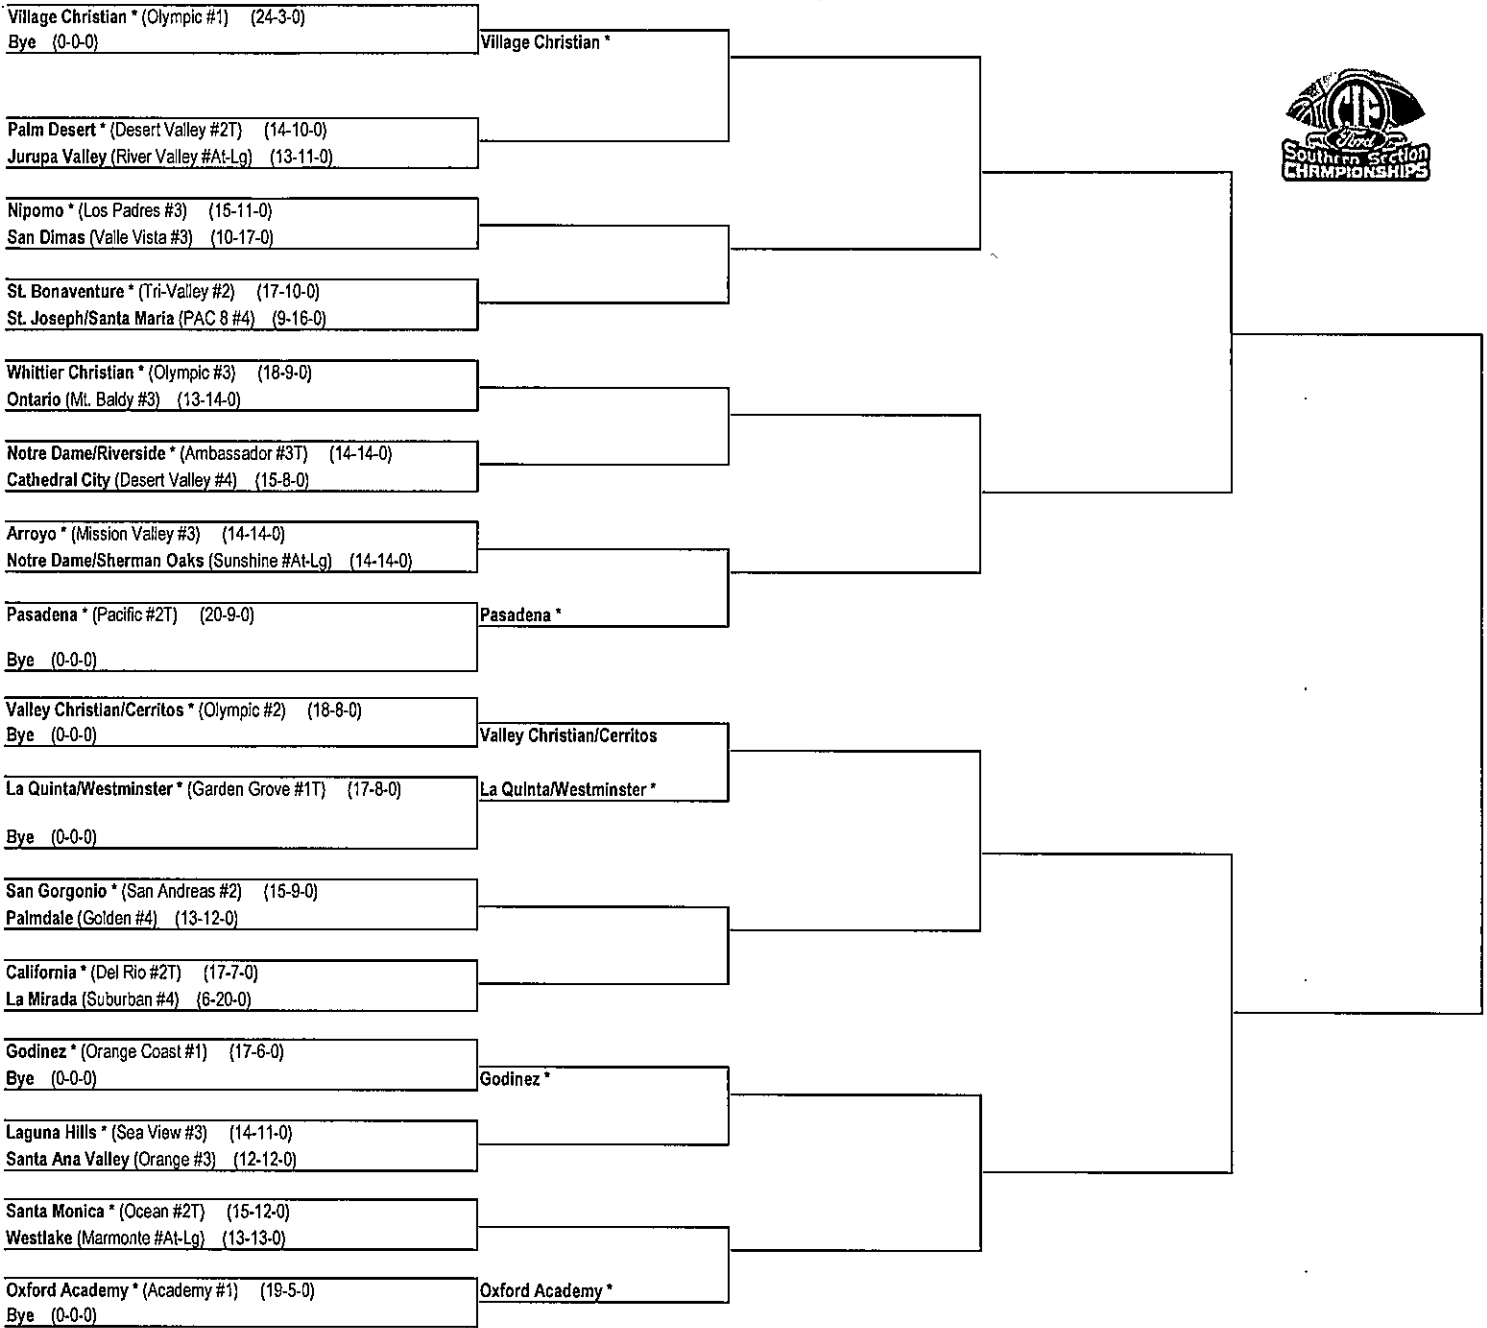 Village Christian * (Olympic #1) (24-3-0)
Bye (0-0-0)
Village Christian *
Palm Desert * (Desert Valley #2T) (14-10-0)
Jurupa Valley (River Valley #At-Lg) (13-11-0)
Nipomo * (Los Padres #3) (15-11-0)
San Dimas (Valle Vista #3) (10-17-0)
St. Bonaventure * (Tri-Valley #2) (17-10-0)
St. Joseph/Santa Maria (PAC 8 #4) (9-16-0)
Whittier Christian * (Olympic #3) (18-9-0)
Ontario (Mt. Baldy #3) (13-14-0)
Notre Dame/Riverside * (Ambassador #3T) (14-14-0)
Cathedral City (Desert Valley #4) (15-8-0)
Arroyo * (Mission Valley #3) (14-14-0)
Notre Dame/Sherman Oaks (Sunshine #At-Lg) (14-14-0)
Pasadena * (Pacific #2T) (20-9-0)
Pasadena *
Bye (0-0-0)
Valley Christian/Cerritos * (Olympic #2) (18-8-0)
Bye (0-0-0)
Valley Christian/Cerritos
La Quinta/Westminster * (Garden Grove #1T) (17-8-0)
La Quinta/Westminster *
Bye (0-0-0)
San Gorgonio * (San Andreas #2) (15-9-0)
Palmdale (Golden #4) (13-12-0)
California * (Del Rio #2T) (17-7-0)
La Mirada (Suburban #4) (6-20-0)
Godinez * (Orange Coast #1) (17-6-0)
Bye (0-0-0)
Godinez *
Laguna Hills * (Sea View #3) (14-11-0)
Santa Ana Valley (Orange #3) (12-12-0)
Santa Monica * (Ocean #2T) (15-12-0)
Westlake (Marmonte #At-Lg) (13-13-0)
Oxford Academy * (Academy #1) (19-5-0)
Oxford Academy *
Bye (0-0-0)
CIF
Ford
Southern Section
CHAMPIONSHIPS